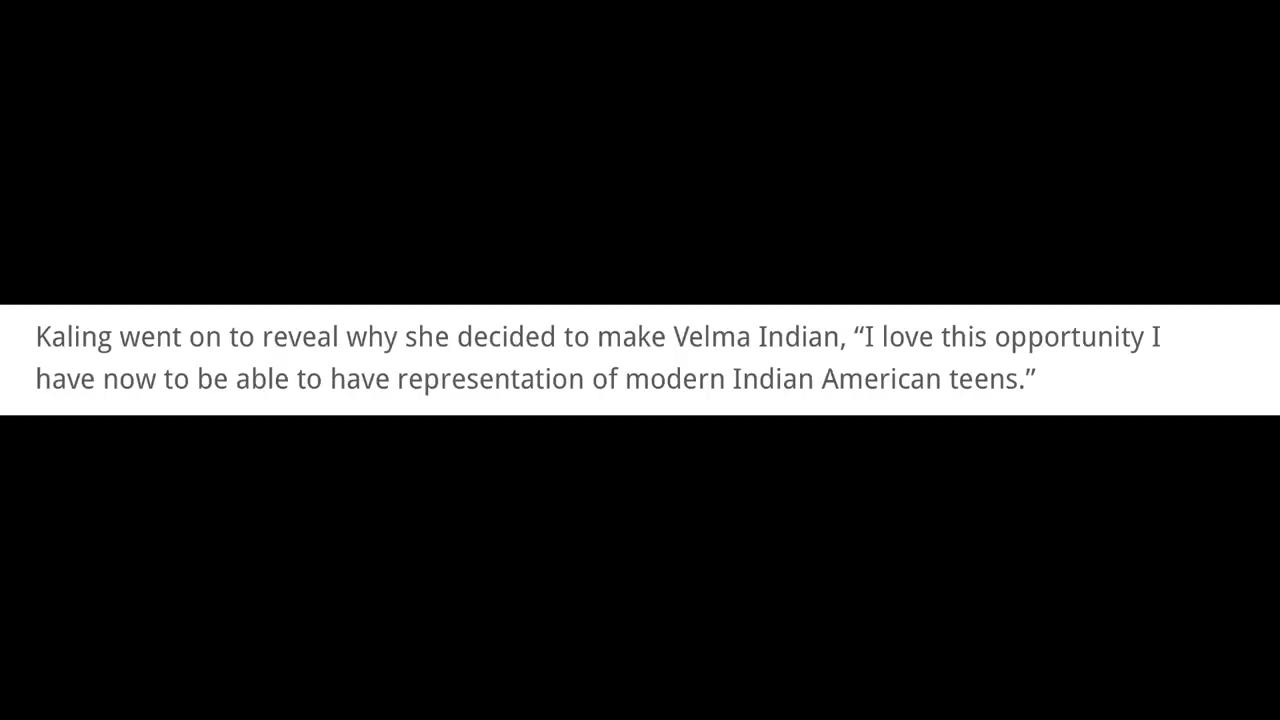 Kaling went on to reveal why she decided to make Velma Indian, “I love this opportunity I
have now to be able to have representation of modern Indian American teens.”